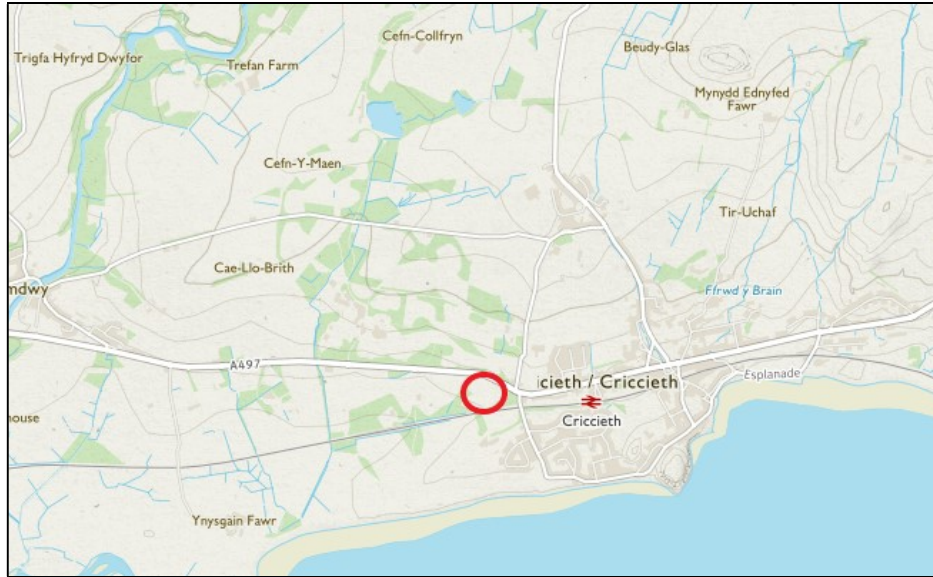 Cefn-Collfryn
Trigfa Hyfryd Dwyfor
Trefan Farm
Beudy-Glas
Mynydd Ednyfed
Fawr
Cefn-Y-Maen
Tir-Uchaf
Cae-Llo-Brith
mdwy
Ffrwd y Brain
A497
Esplanade
icieth / Criccieth
Criccieth
house
Ynysgain Fawr